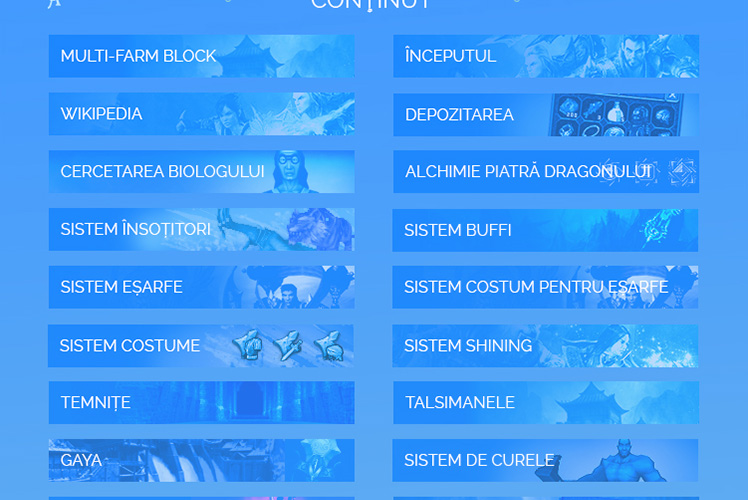 CONȚINUT
MULTI-FARM BLOCK
ÎNCEPUTUL
WIKIPEDIA
DEPOZITAREA
CERCETAREA BIOLOGULUI
ALCHIMIE PIATRĂ DRAGONULUI
SISTEM ÎNSOȚITORI
SISTEM BUFFI
SISTEM EȘARFE
SISTEM COSTUM PENTRU EȘARFE
SISTEM COSTUME
SISTEM SHINING
TEMNIȚE
TALSIMANELE
GAYA
SISTEM DE CURELE